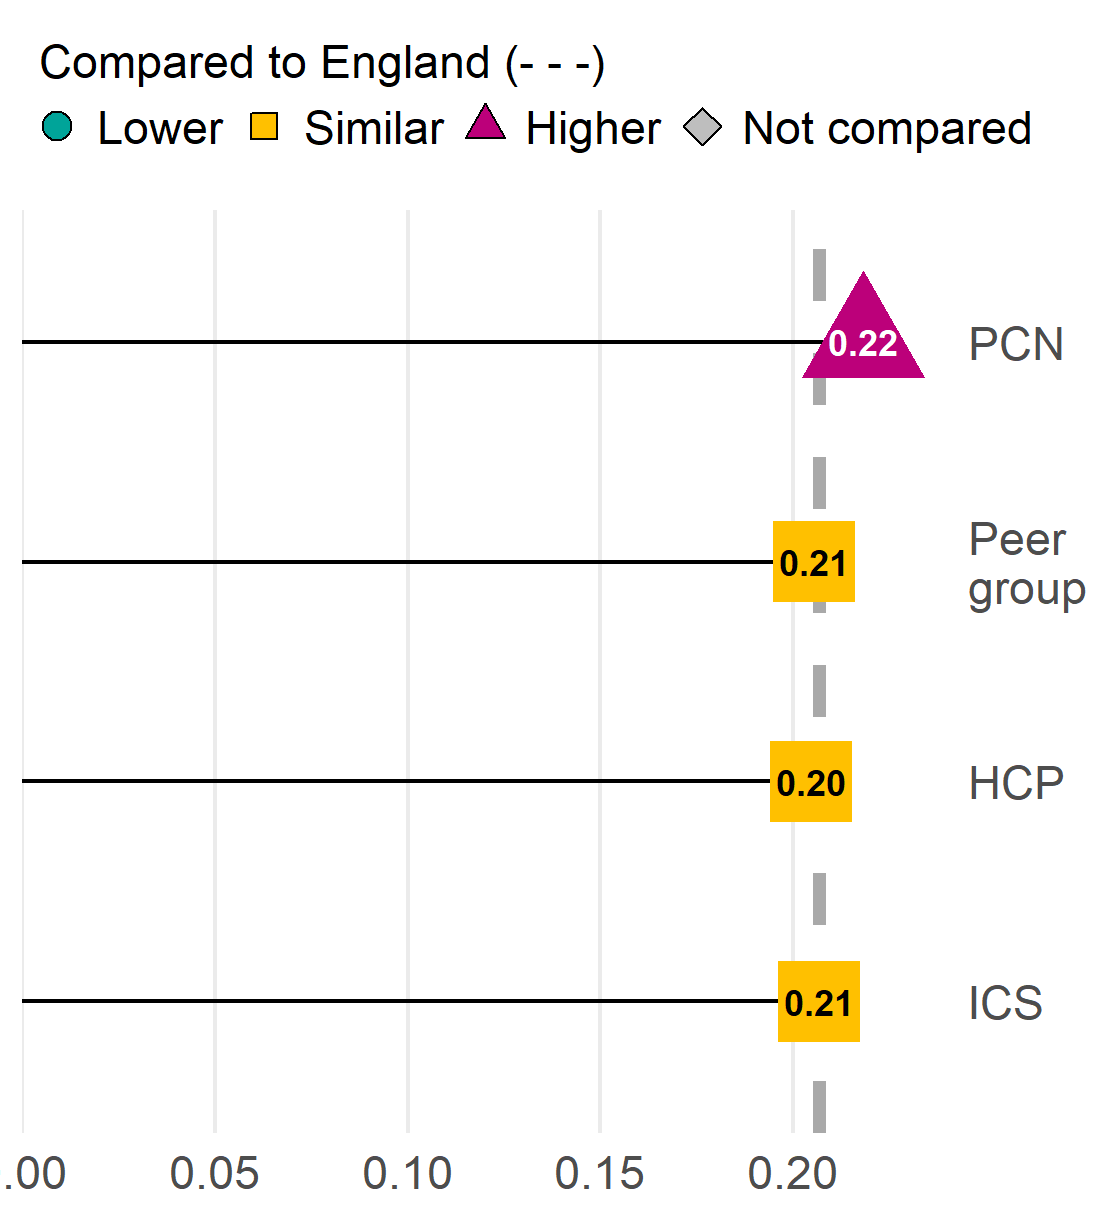 Compared to England (- - -)
Lower Similar Higher Not compared
0.22 PCN
Peer
0.21
group
0.20 HCP
0.21 ICS
.00 0.05 0.10 0.15 0.20